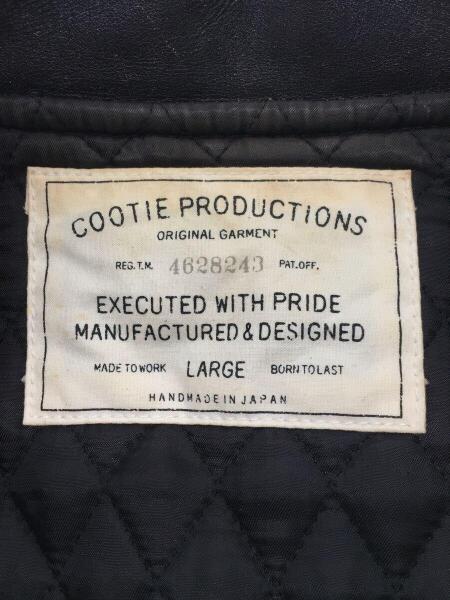 COOTIE PRODUCTIONS
ORIGINAL GARMENT
REG.T.M. 4628243 PAT.OFF.
EXECUTED WITH PRIDE
MANUFACTURED & DESIGNED
MADE TO WORK LARGE BORN TO LAST
HANDMADE IN JAPAN